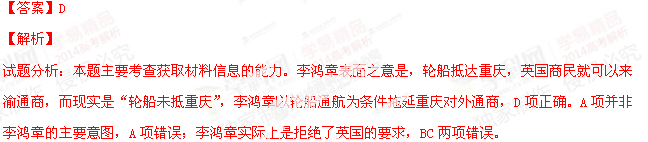 【答案】D
【解析】
试题分析：本题主要考查获取材料信息的能力。李鸿章表面之意是，轮船抵达重庆，英国商民就可以来
渝通商，而现实是“轮船未抵重庆”，李鸿章以轮船通航为条件拖延重庆对外通商，D项正确。A项并非
李鸿章的主要意图，A项错误；李鸿章实际上是拒绝了英国的要求，BC两项错误。